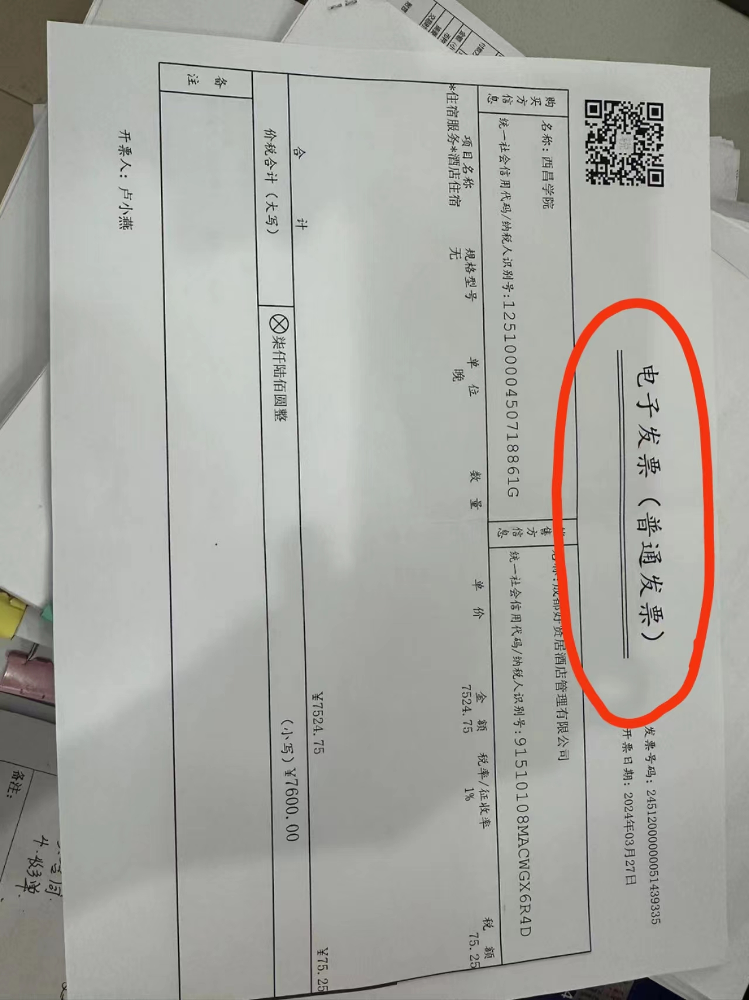 电子发票（普通发票）
发票号码：24512000000051439335
开票日期：2024年03月27日
税
购买方信息
名称：西昌学院
统一社会信用代码/纳税人识别号：12510000450718861G
售方信息
名称：成都好贤居酒店管理有限公司
统一社会信用代码/纳税人识别号：91510108MACWGX6R4D
项目名称 规格型号 单位 数量 单价 金额 税率/征收率 税额
*住宿服务*酒店住宿 无 晚 7524.75 1% 75.25
合计 ¥7524.75 ¥75.25
价税合计（大写） 柒仟陆佰圆整 （小写）¥7600.00
备注
开票人：卢小燕
备注：
合同
4.